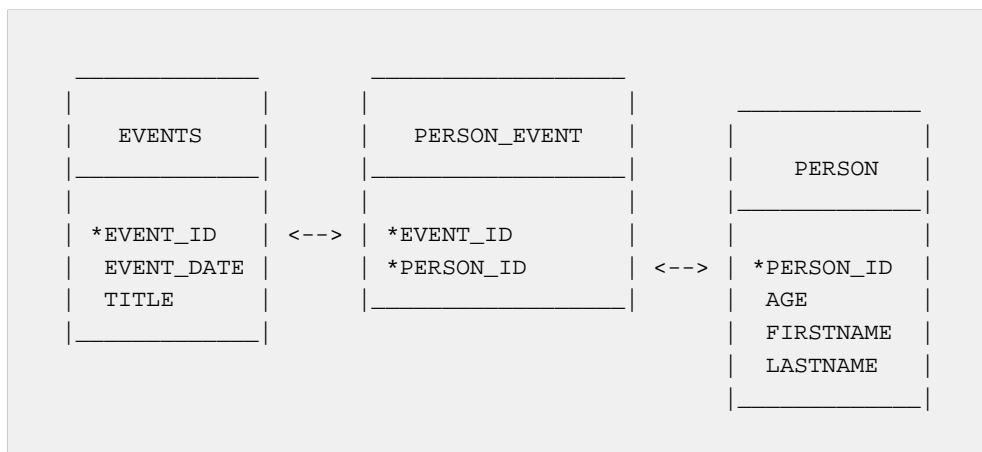 EVENTS
*EVENT_ID
EVENT_DATE
TITLE
PERSON_EVENT
*EVENT_ID
*PERSON_ID
PERSON
*PERSON_ID
AGE
FIRSTNAME
LASTNAME
<-->
<-->